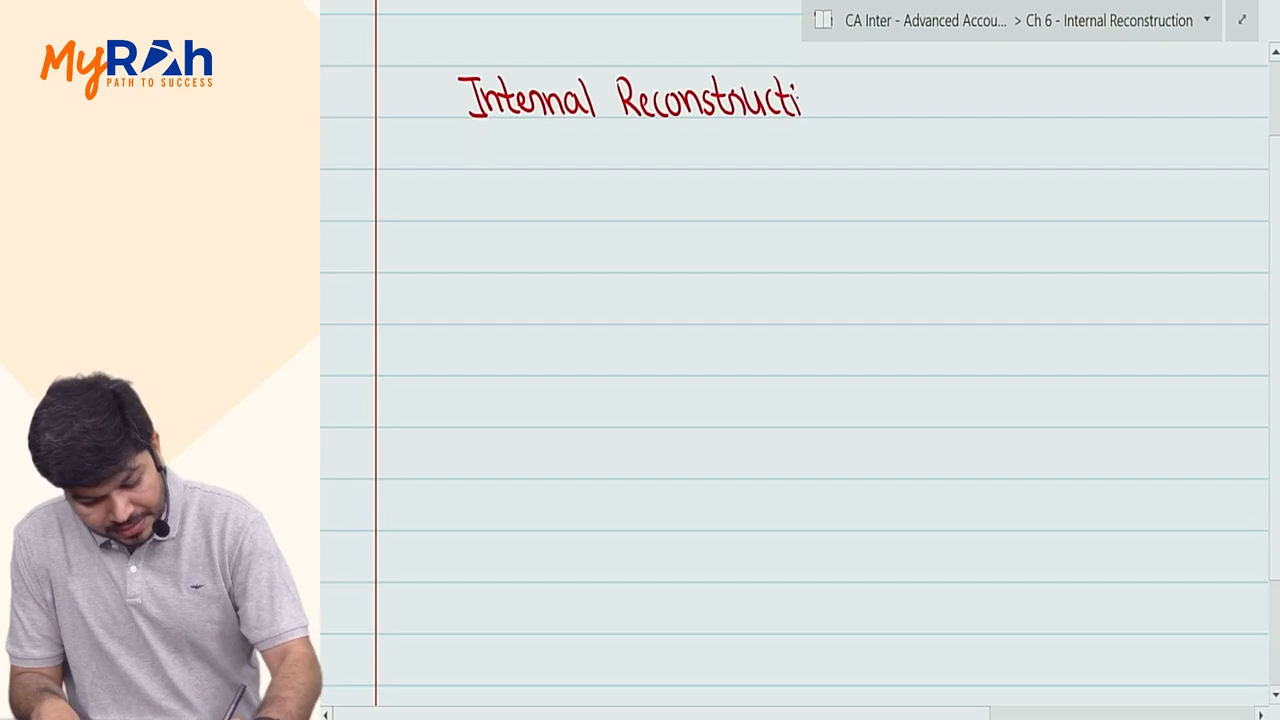 MyRAh
PATH TO SUCCESS
CA Inter - Advanced Accou... > Ch 6 - Internal Reconstruction
Internal Reconstructi